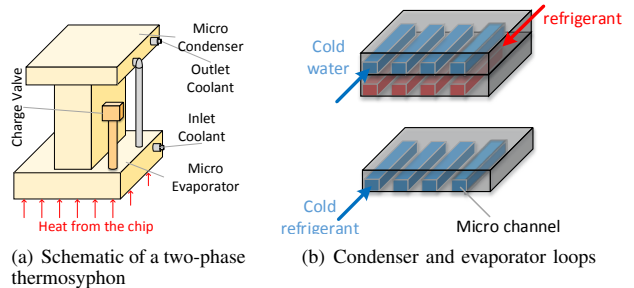 Micro
Condenser
Outlet
Coolant
Charge Valve
Inlet
Coolant
Micro
Evaporator
Heat from the chip
(a) Schematic of a two-phase
thermosyphon
refrigerant
Cold
water
Cold
refrigerant
Micro channel
(b) Condenser and evaporator loops